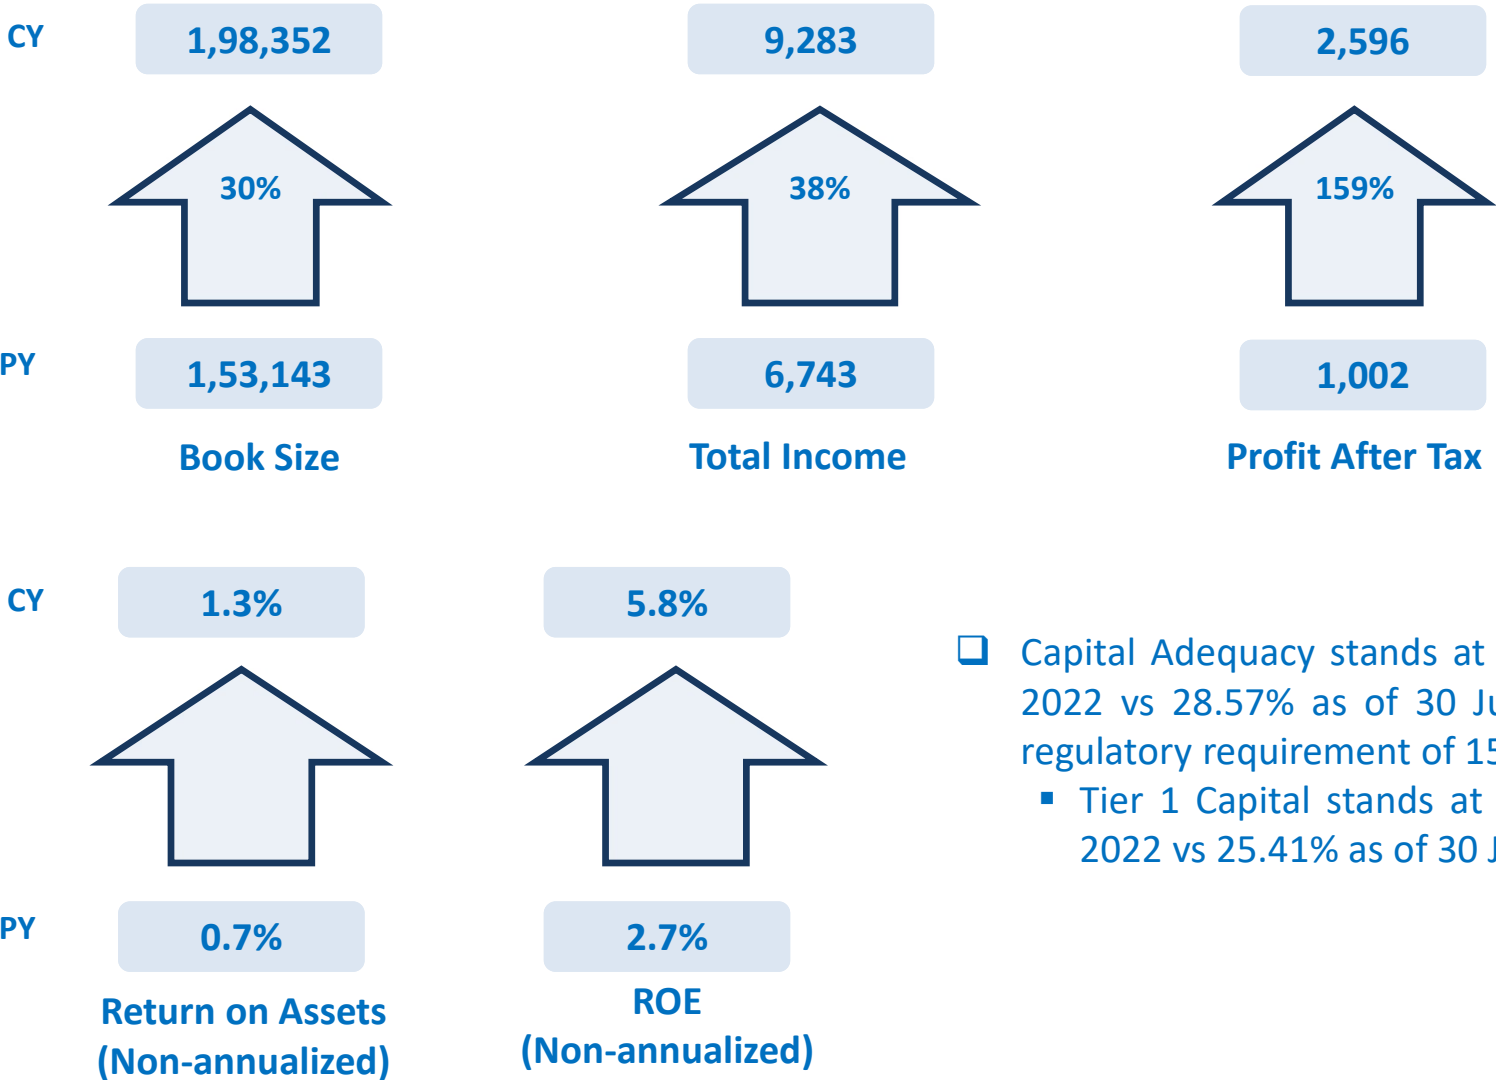 CY 1,98,352 9,283 2,596
30% 38% 159%
PY 1,53,143 6,743 1,002
Book Size Total Income Profit After Tax
CY 1.3% 5.8%
PY 0.7% 2.7%
Return on Assets
(Non-annualized)
ROE
(Non-annualized)
❑ Capital Adequacy stands at
2022 vs 28.57% as of 30
regulatory requirement of
▪ Tier 1 Capital stands at
2022 vs 25.41% as of 30